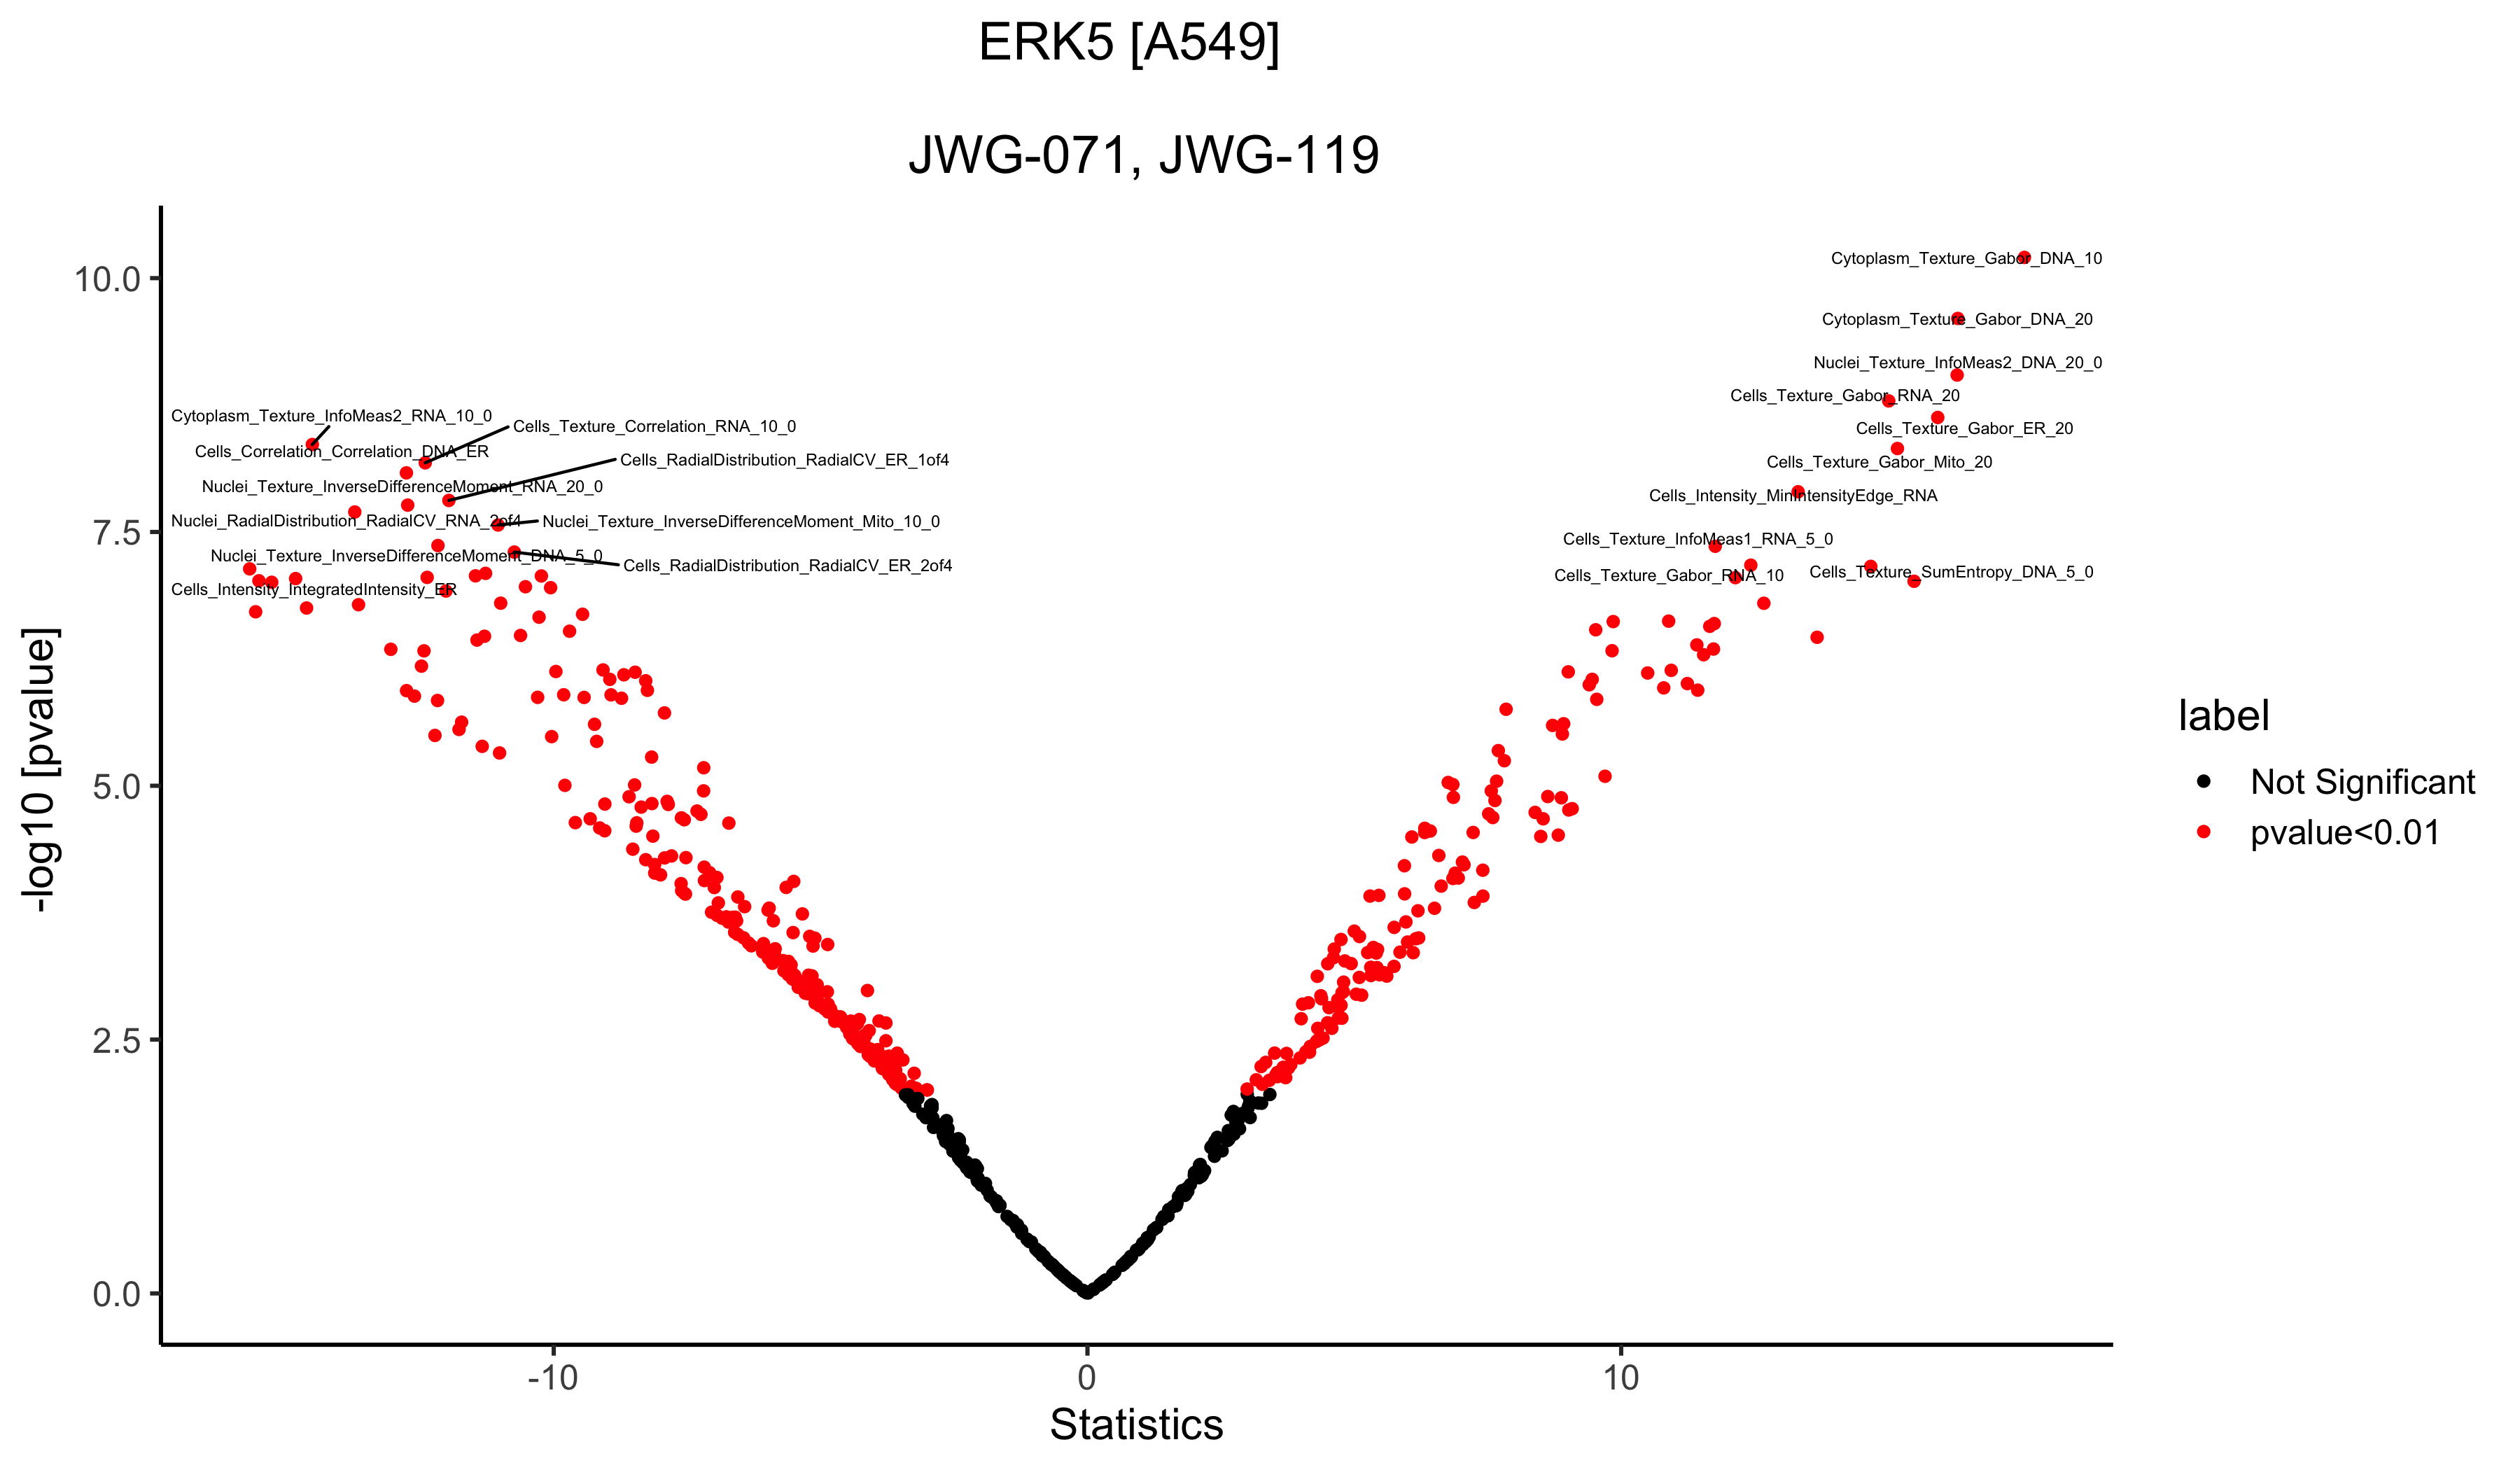 ERK5 [A549]
JWG-071, JWG-119
-log10 [pvalue]
10.0
7.5
5.0
2.5
0.0
Cytoplasm_Texture_Gabor_DNA_10
Cytoplasm_Texture_Gabor_DNA_20
Nuclei_Texture_InfoMeas2_DNA_20_0
Cells_Texture_Gabor_RNA_20
Cytoplasm_Texture_InfoMeas2_RNA_10_0
Cells_Texture_Correlation_RNA_10_0
Cells_Texture_Gabor_ER_20
Cells_Correlation_Correlation_DNA_ER
Cells_RadialDistribution_RadialCV_ER_1of4
Cells_Texture_Gabor_Mito_20
Nuclei_Texture_InverseDifferenceMoment_RNA_20_0
Cells_Intensity_MinIntensityEdge_RNA
Nuclei_RadialDistribution_RadialCV_RNA_2of4
Nuclei_Texture_InverseDifferenceMoment_Mito_10_0
Cells_Texture_InfoMeas1_RNA_5_0
Nuclei_Texture_InverseDifferenceMoment_DNA_5_0
Cells_RadialDistribution_RadialCV_ER_2of4
Cells_Texture_Gabor_RNA_10
Cells_Texture_SumEntropy_DNA_5_0
Cells_Intensity_IntegratedIntensity_ER
label
Not Significant
pvalue<0.01
-10
0
10
Statistics